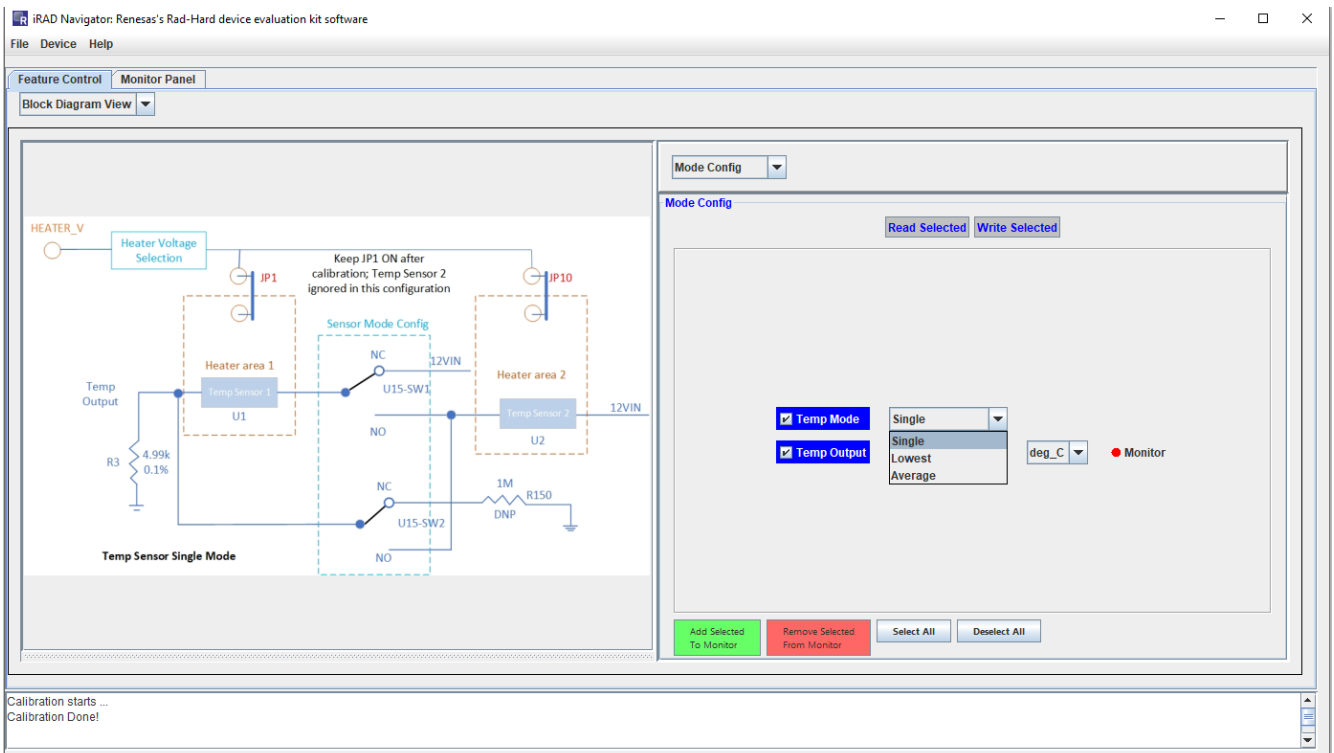 iRAD Navigator: Renesas's Rad-Hard device evaluation kit software
File Device Help
Feature Control Monitor Panel
Block Diagram View
HEATER_V
Heater Voltage
Selection
Keep JP1 ON after
calibration; Temp Sensor 2
ignored in this configuration
JP1
JP10
Sensor Mode Config
Heater area 1
NC
12VIN
Heater area 2
Temp
Output
Temp Sensor 1
U15-SW1
Temp Sensor 2
12VIN
U1
NO
U2
R3
4.99k
0.1%
NC
1M
R150
DNP
U15-SW2
NO
Temp Sensor Single Mode
Mode Config
Mode Config
Read Selected Write Selected
Temp Mode Single
Single
Temp Output deg_C Monitor
Lowest
Average
Add Selected
To Monitor
Remove Selected
From Monitor
Select All
Deselect All
Calibration starts ...
Calibration Done!